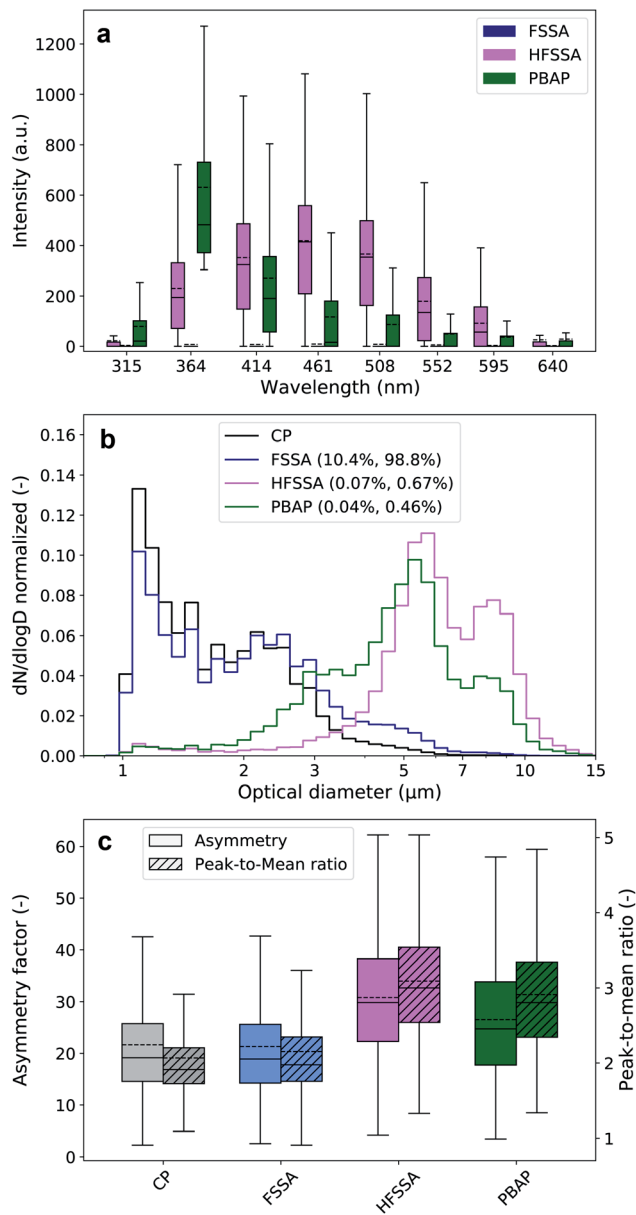 a
FSSA
HFSSA
PBAP
Intensity (a.u.)
1200
1000
800
600
400
200
0
315 364 414 461 508 552 595 640
Wavelength (nm)
b
CP
FSSA (10.4%, 98.8%)
HFSSA (0.07%, 0.67%)
PBAP (0.04%, 0.46%)
dN/dlogD normalized (-)
0.16
0.14
0.12
0.10
0.08
0.06
0.04
0.02
0.00
1 2 3 5 7 10 15
Optical diameter (μm)
c
Asymmetry
Peak-to-Mean ratio
Asymmetry factor (-)
60
50
40
30
20
10
0
5
4
3
2
1
Peak-to-mean ratio (-)
CP FSSA HFSSA PBAP